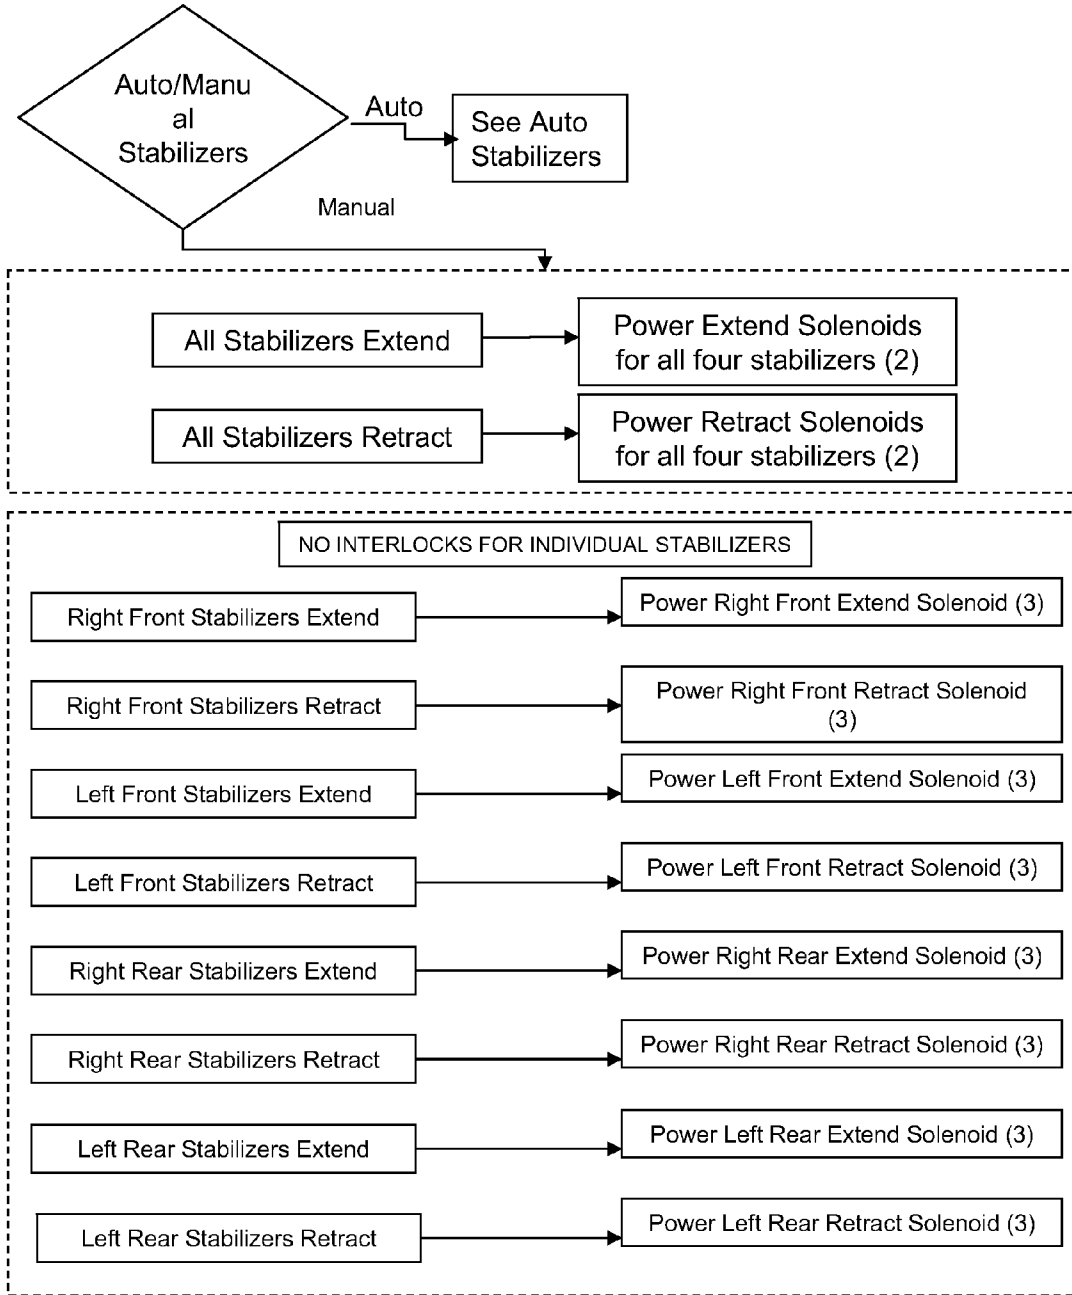 Auto/Manu
al
Stabilizers
Auto
See Auto
Stabilizers
Manual
All Stabilizers Extend
Power Extend Solenoids
for all four stabilizers (2)
All Stabilizers Retract
Power Retract Solenoids
for all four stabilizers (2)
NO INTERLOCKS FOR INDIVIDUAL STABILIZERS
Right Front Stabilizers Extend
Power Right Front Extend Solenoid (3)
Right Front Stabilizers Retract
Power Right Front Retract Solenoid
(3)
Left Front Stabilizers Extend
Power Left Front Extend Solenoid (3)
Left Front Stabilizers Retract
Power Left Front Retract Solenoid (3)
Right Rear Stabilizers Extend
Power Right Rear Extend Solenoid (3)
Right Rear Stabilizers Retract
Power Right Rear Retract Solenoid (3)
Left Rear Stabilizers Extend
Power Left Rear Extend Solenoid (3)
Left Rear Stabilizers Retract
Power Left Rear Retract Solenoid (3)